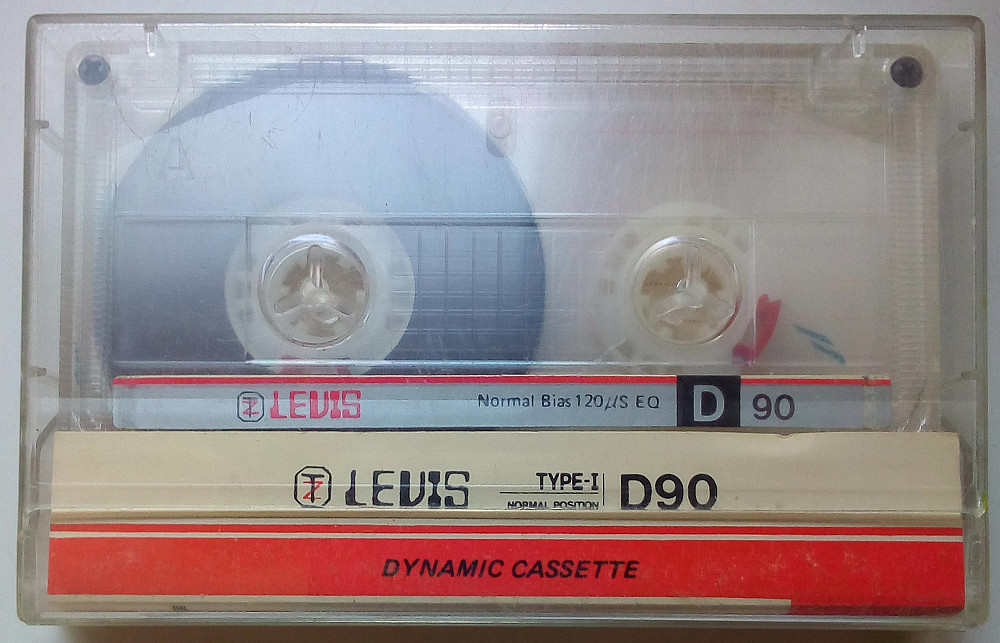 LEVIS Normal Bias 120μS EQ D 90
LEVIS TYPE-I D90
NORMAL POSITION
DYNAMIC CASSETTE